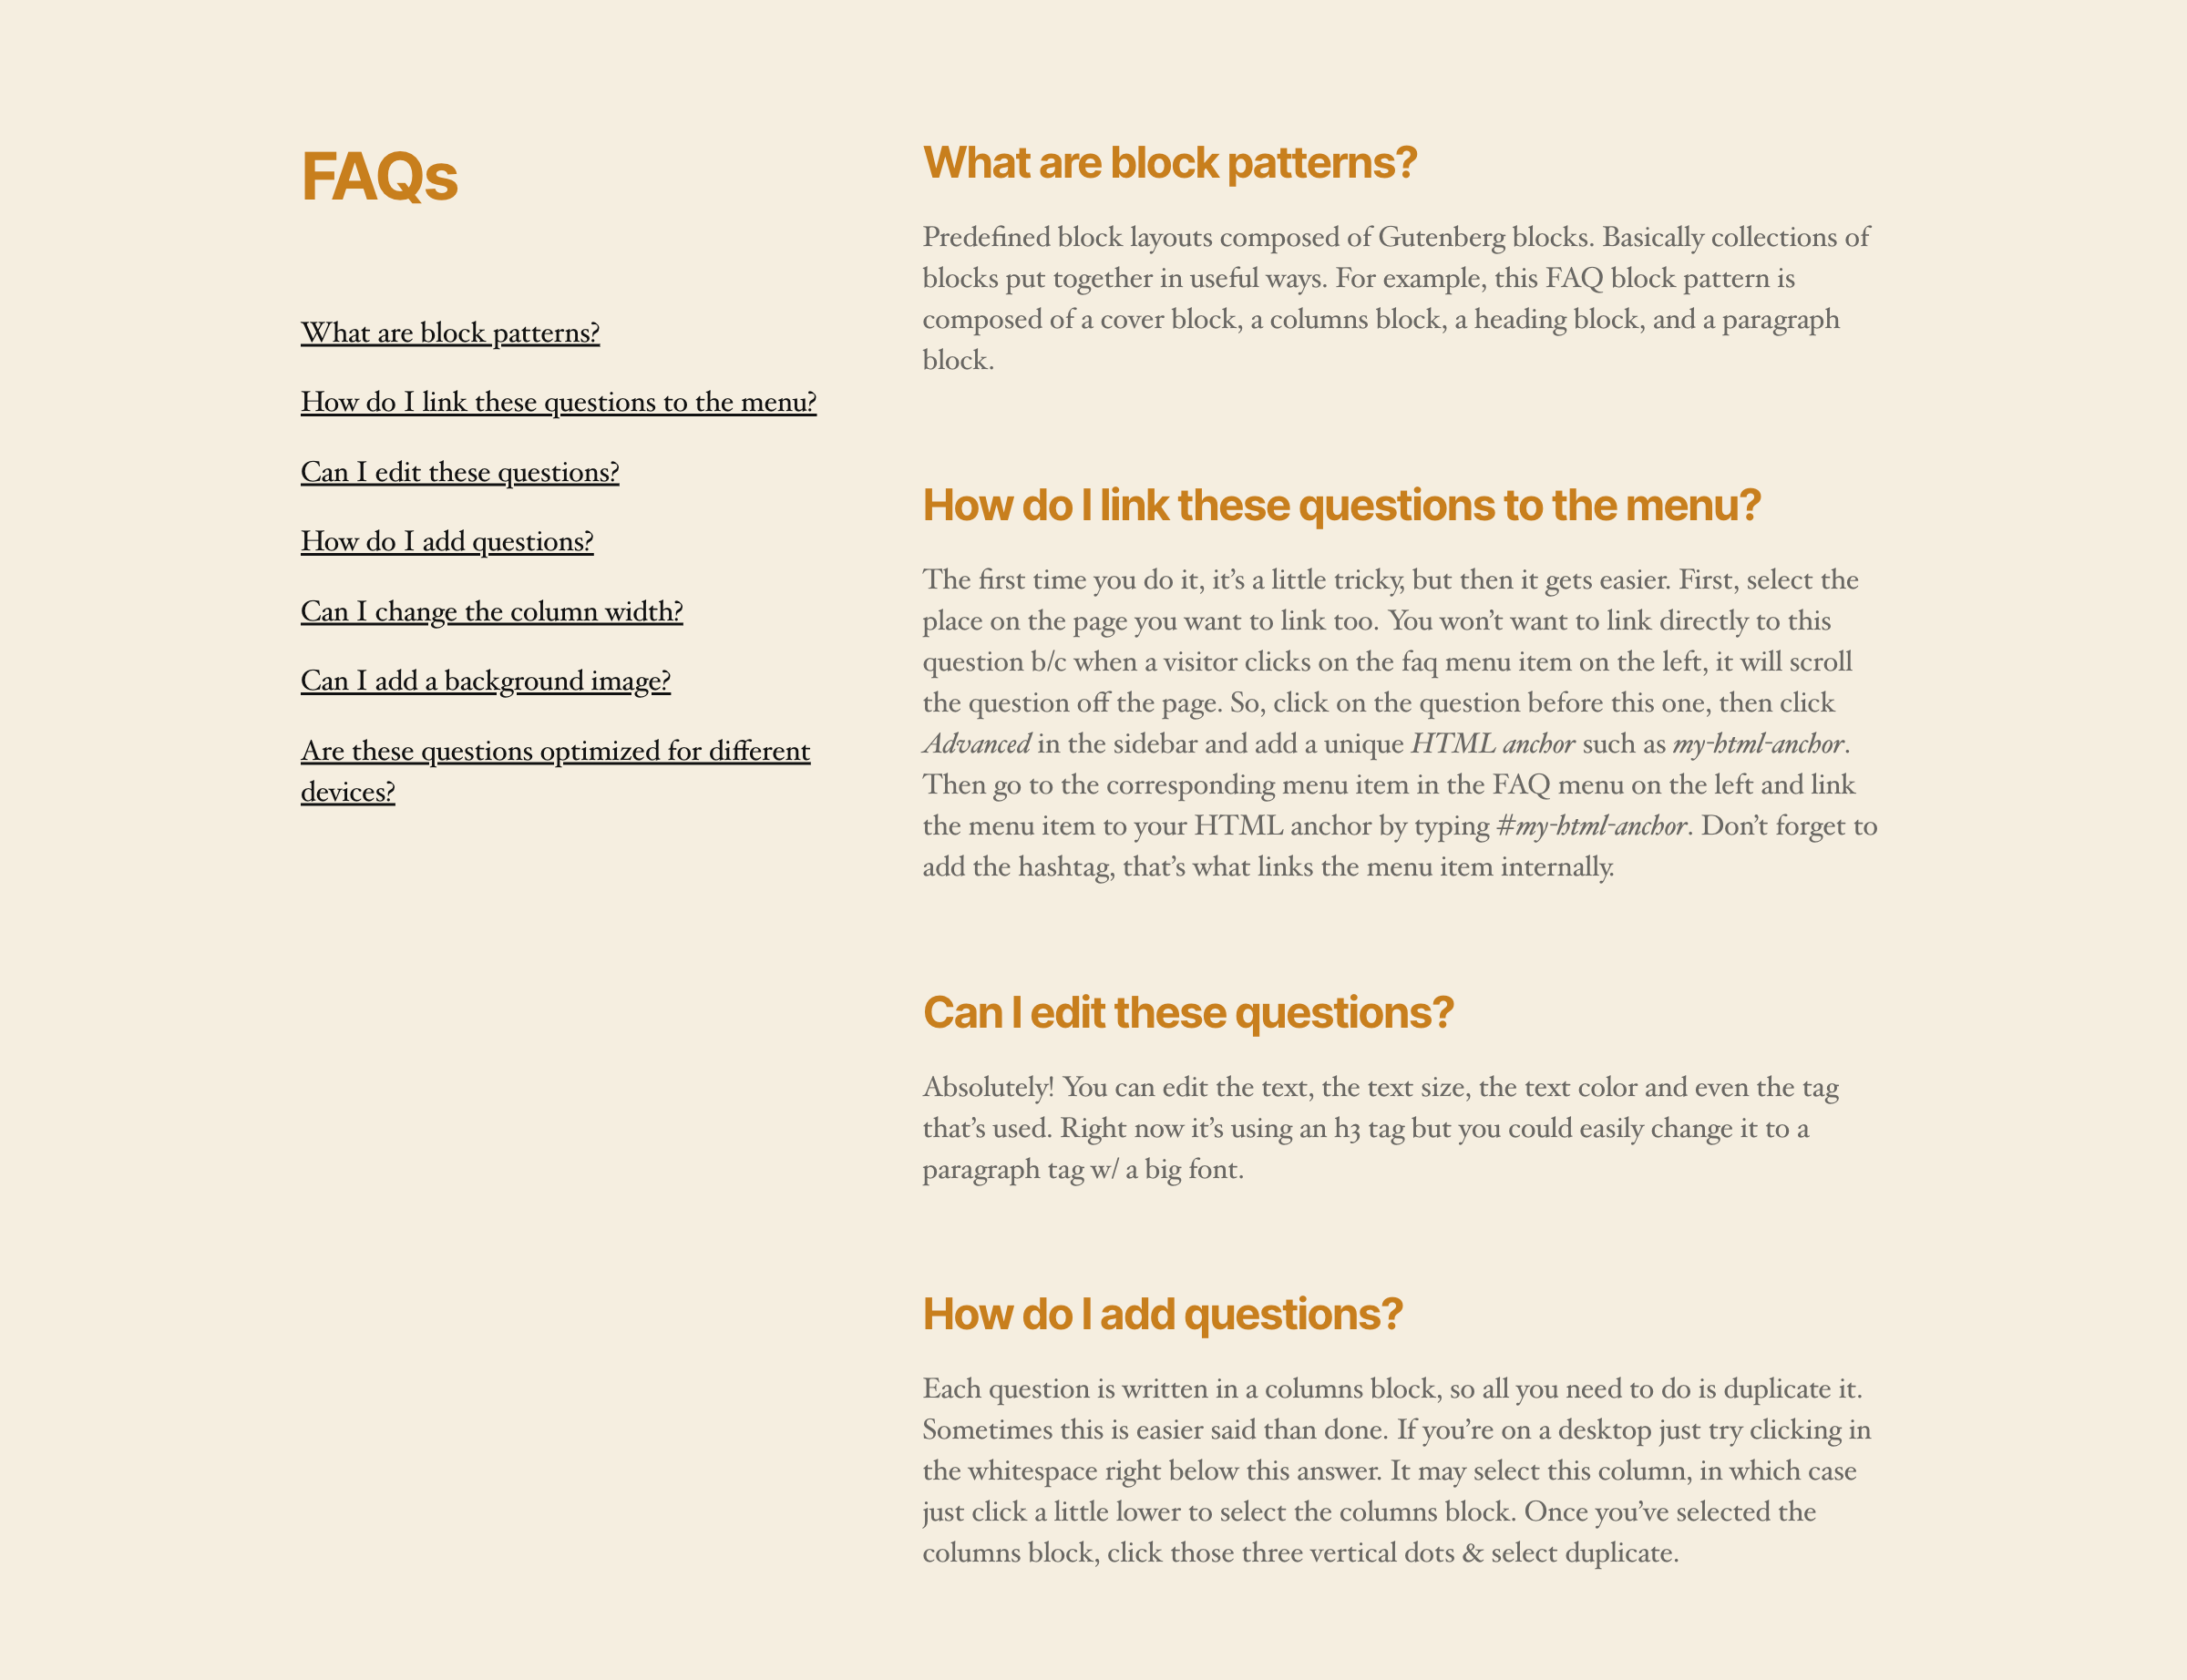 FAQs
What are block patterns?
How do I link these questions to the menu?
Can I edit these questions?
How do I add questions?
Can I change the column width?
Can I add a background image?
Are these questions optimized for different
devices?
What are block patterns?
Predefined block layouts composed of Gutenberg blocks. Basically collections of
blocks put together in useful ways. For example, this FAQ block pattern is
composed of a cover block, a columns block, a heading block, and a paragraph
block.
How do I link these questions to the menu?
The first time you do it, it’s a little tricky, but then it gets easier. First, select the
place on the page you want to link too. You won’t want to link directly to this
question b/c when a visitor clicks on the faq menu item on the left, it will scroll
the question off the page. So, click on the question before this one, then click
Advanced in the sidebar and add a unique HTML anchor such as my-html-anchor.
Then go to the corresponding menu item in the FAQ menu on the left and link
the menu item to your HTML anchor by typing #my-html-anchor. Don’t forget to
add the hashtag, that’s what links the menu item internally.
Can I edit these questions?
Absolutely! You can edit the text, the text size, the text color and even the tag
that’s used. Right now it’s using an h3 tag but you could easily change it to a
paragraph tag w/ a big font.
How do I add questions?
Each question is written in a columns block, so all you need to do is duplicate it.
Sometimes this is easier said than done. If you’re on a desktop just try clicking in
the whitespace right below this answer. It may select this column, in which case
just click a little lower to select the columns block. Once you’ve selected the
columns block, click those three vertical dots & select duplicate.